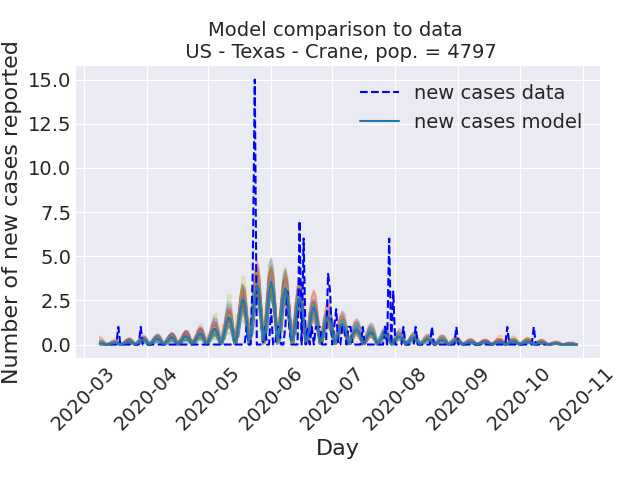 Model comparison to data
US - Texas - Crane, pop. = 4797
Number of new cases reported
15.0
12.5
10.0
7.5
5.0
2.5
0.0
new cases data
new cases model
2020-03
2020-04
2020-05
2020-06
2020-07
2020-08
2020-09
2020-10
2020-11
Day